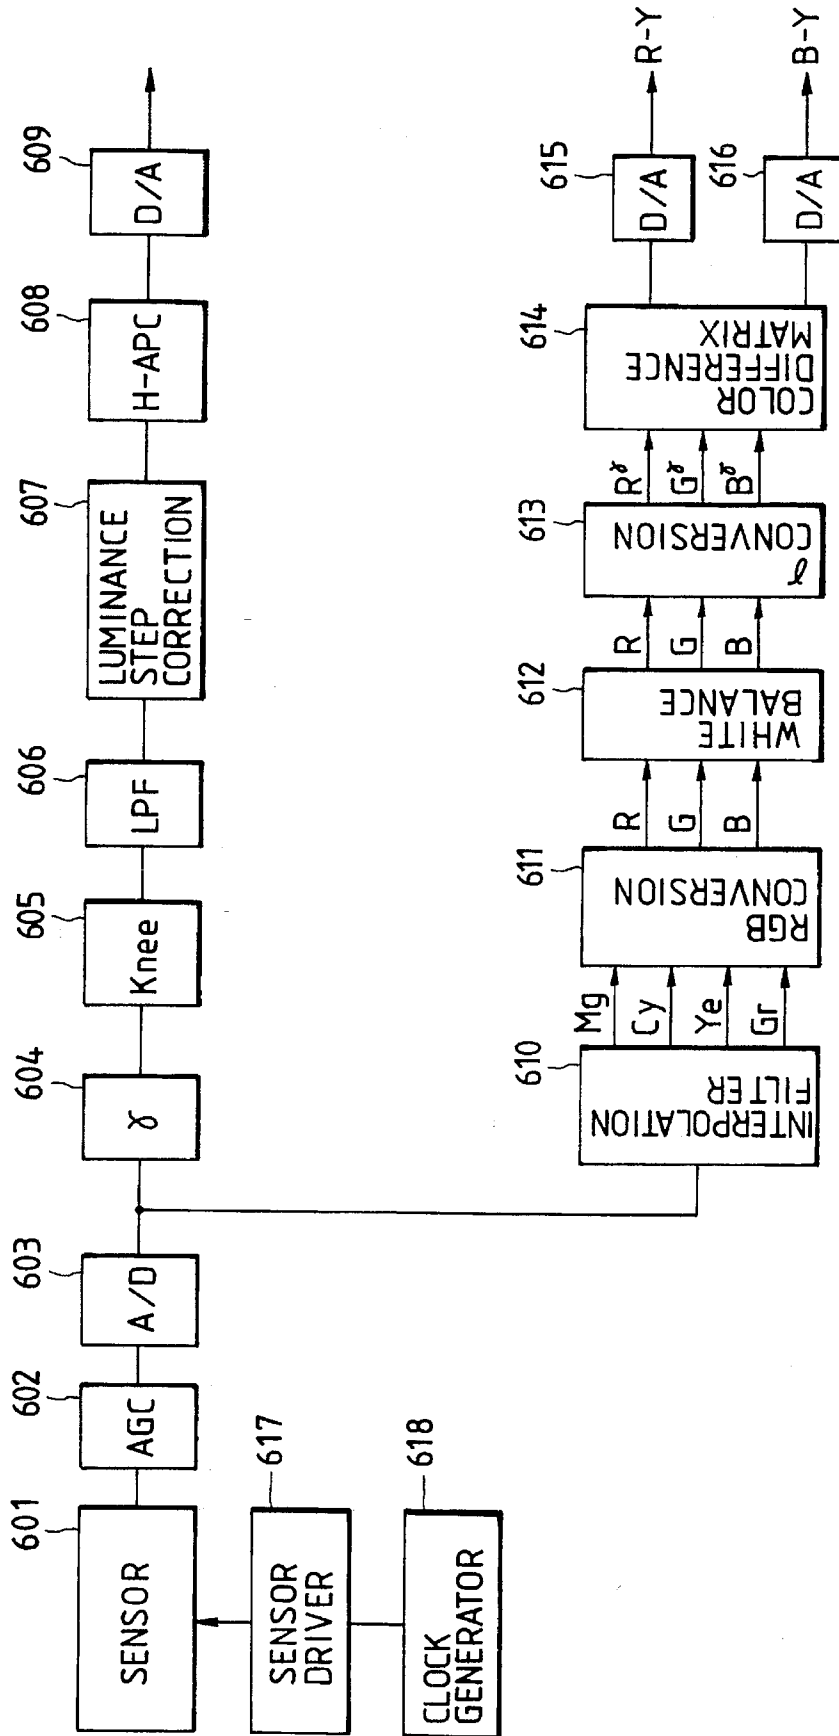 601
SENSOR
602
AGC
603
A/D
604
γ
605
Knee
606
LPF
607
LUMINANCE
STEP
CORRECTION
608
H-APC
609
D/A
617
SENSOR
DRIVER
618
CLOCK
GENERATOR
610
INTERPOLATION
FILTER
Mg
Cy
Ye
Gr
611
RGB
CONVERSION
R
G
B
612
WHITE
BALANCE
R
G
B
613
γ
CONVERSION
Rγ
Gγ
Bγ
614
COLOR
DIFFERENCE
MATRIX
615
D/A
R-Y
616
D/A
B-Y